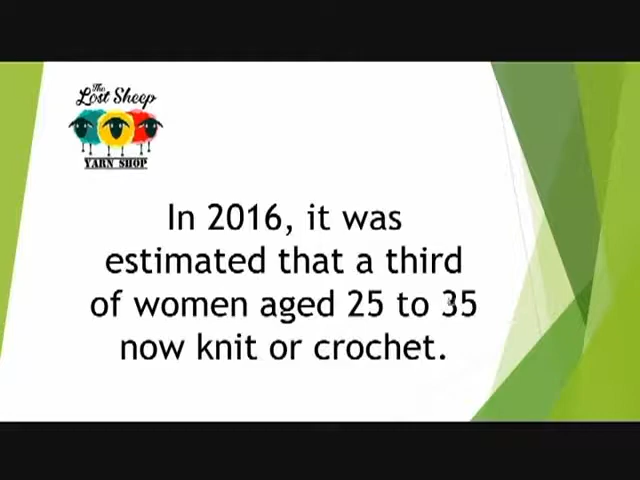 The
Lost Sheep
YARN SHOP
In 2016, it was
estimated that a third
of women aged 25 to 35
now knit or crochet.